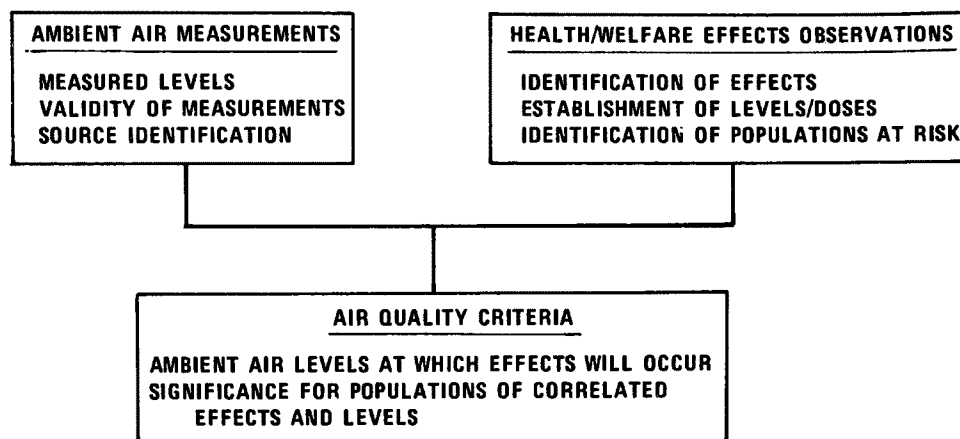 AMBIENT AIR MEASUREMENTS
MEASURED LEVELS
VALIDITY OF MEASUREMENTS
SOURCE IDENTIFICATION
HEALTH/WELFARE EFFECTS OBSERVATIONS
IDENTIFICATION OF EFFECTS
ESTABLISHMENT OF LEVELS/DOSES
IDENTIFICATION OF POPULATIONS AT RISK
AIR QUALITY CRITERIA
AMBIENT AIR LEVELS AT WHICH EFFECTS WILL OCCUR
SIGNIFICANCE FOR POPULATIONS OF CORRELATED
EFFECTS AND LEVELS